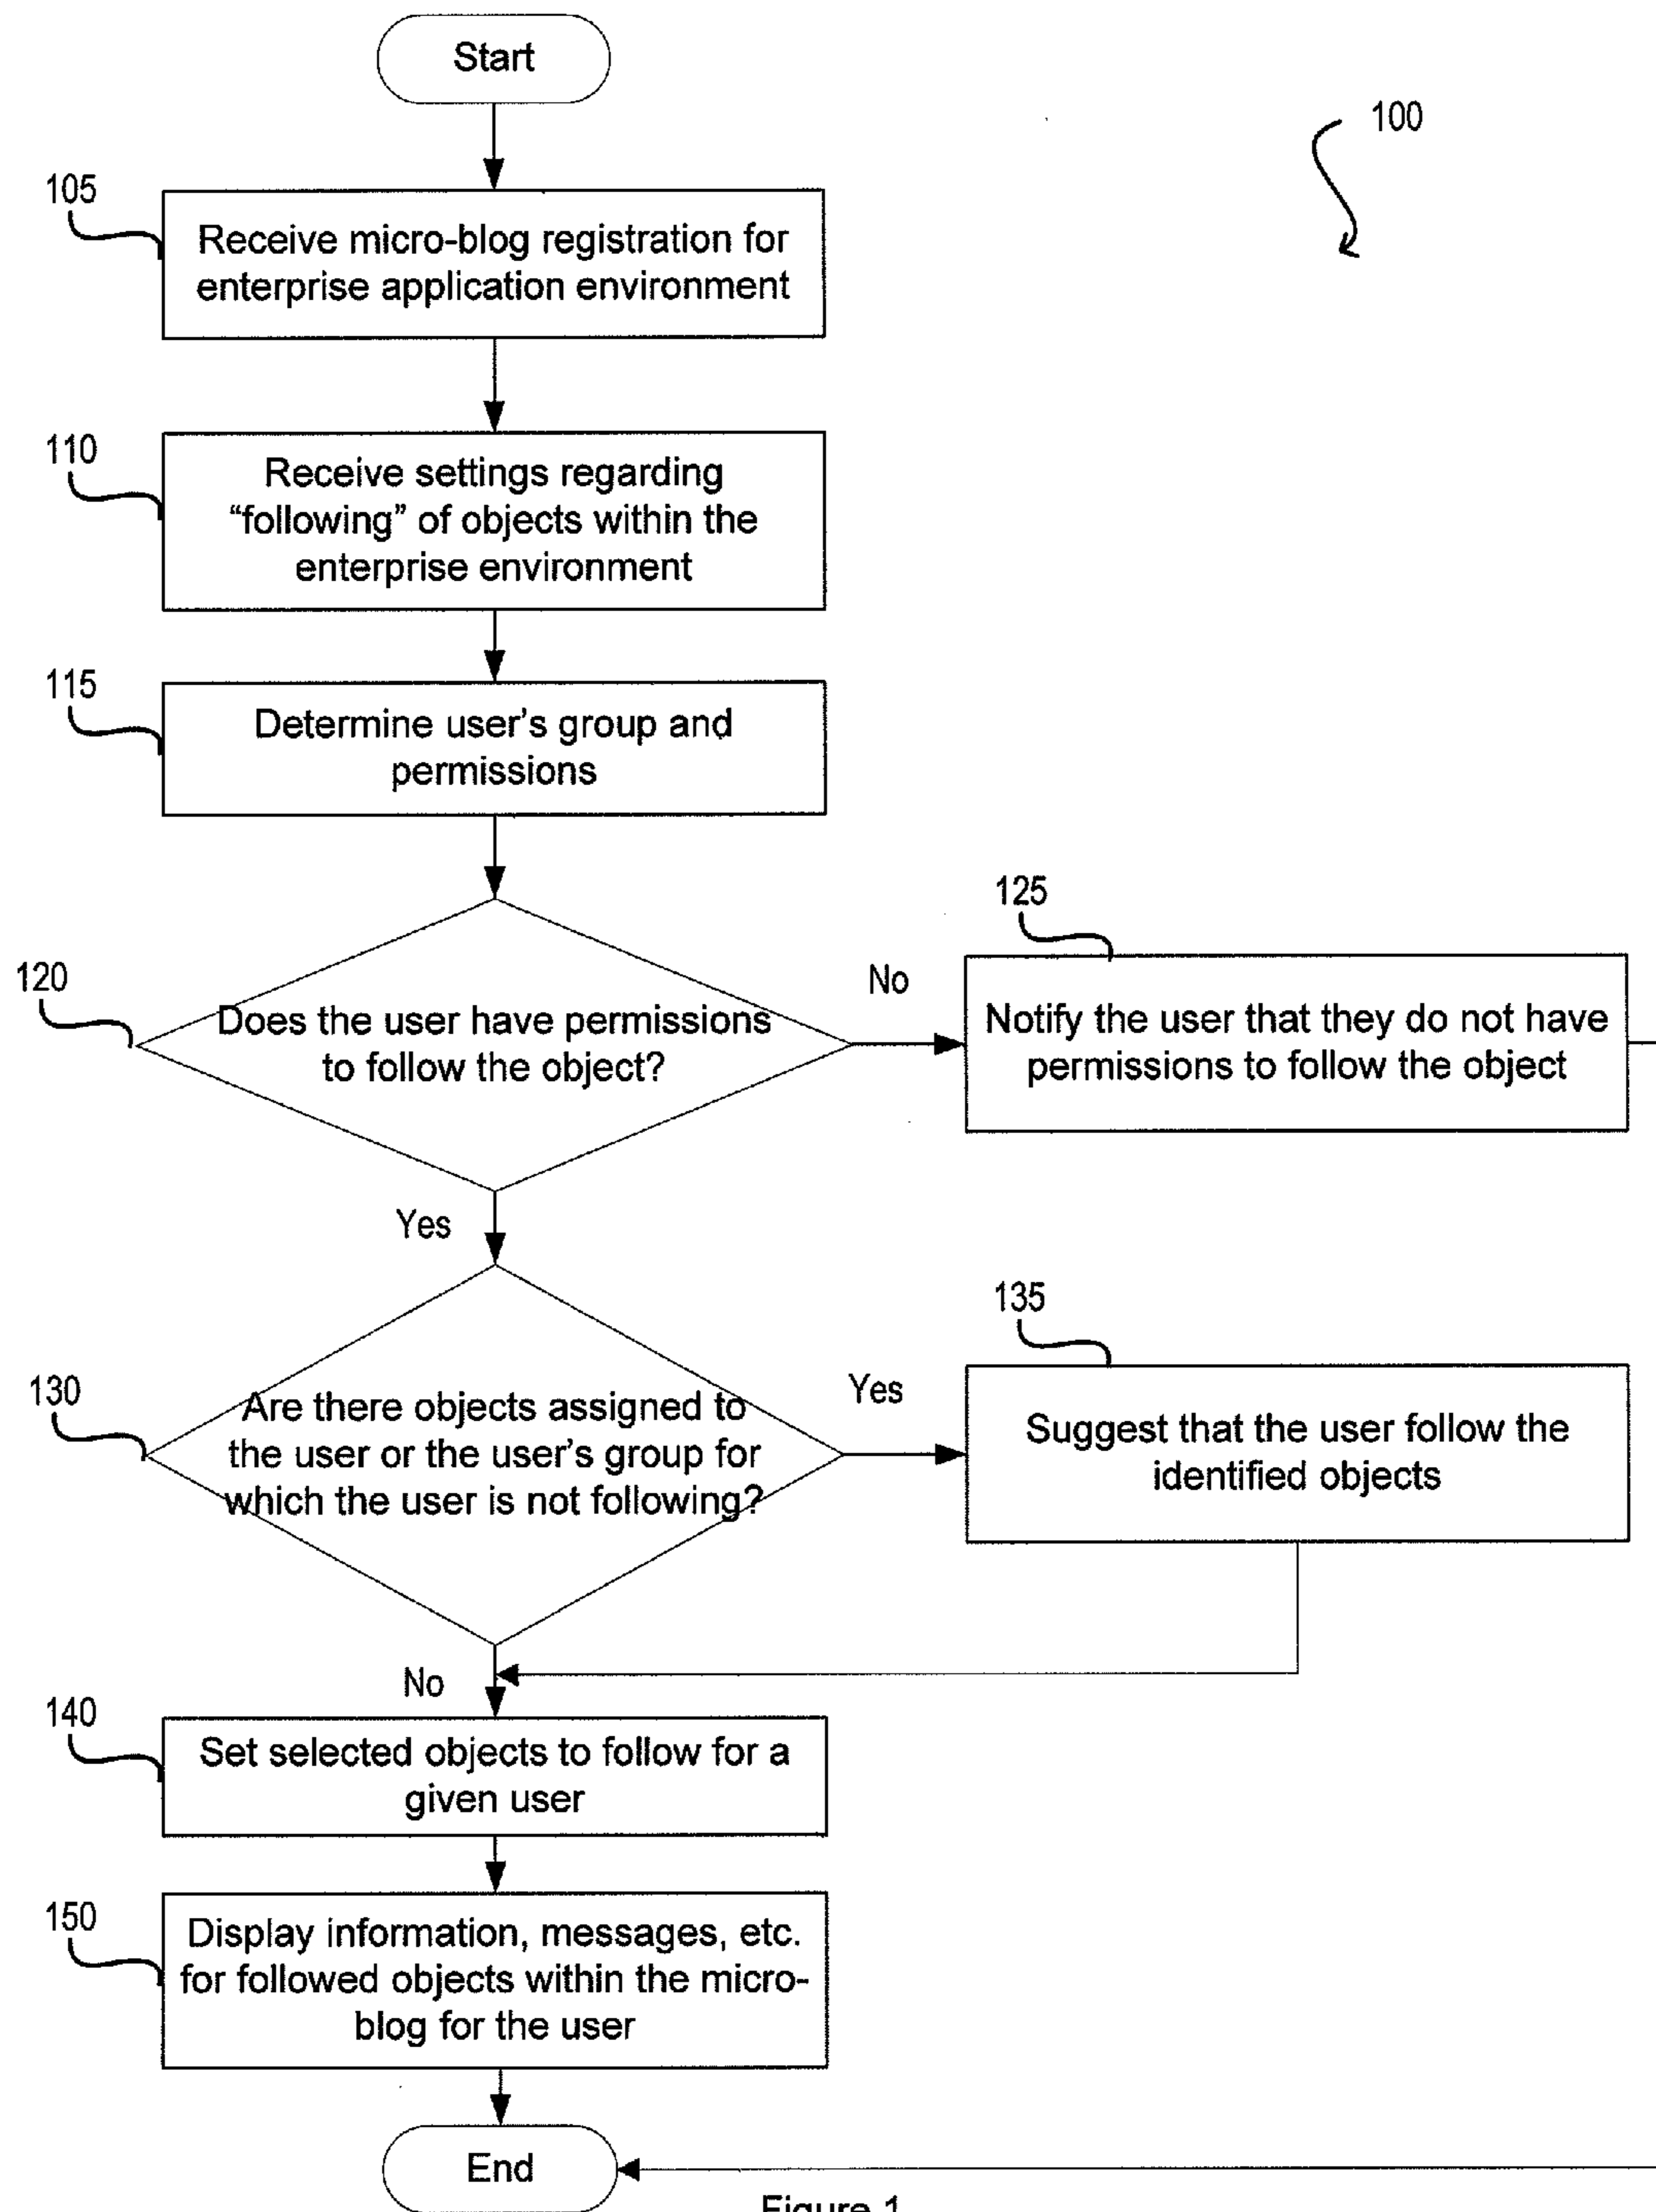 Start
100
105
Receive micro-blog registration for
enterprise application environment
110
Receive settings regarding
“following” of objects within the
enterprise environment
115
Determine user’s group and
permissions
120
Does the user have permissions
to follow the object?
No
125
Notify the user that they do not have
permissions to follow the object
Yes
130
Are there objects assigned to
the user or the user’s group for
which the user is not following?
Yes
135
Suggest that the user follow the
identified objects
No
140
Set selected objects to follow for a
given user
150
Display information, messages, etc.
for followed objects within the micro-
blog for the user
End
Figure 1